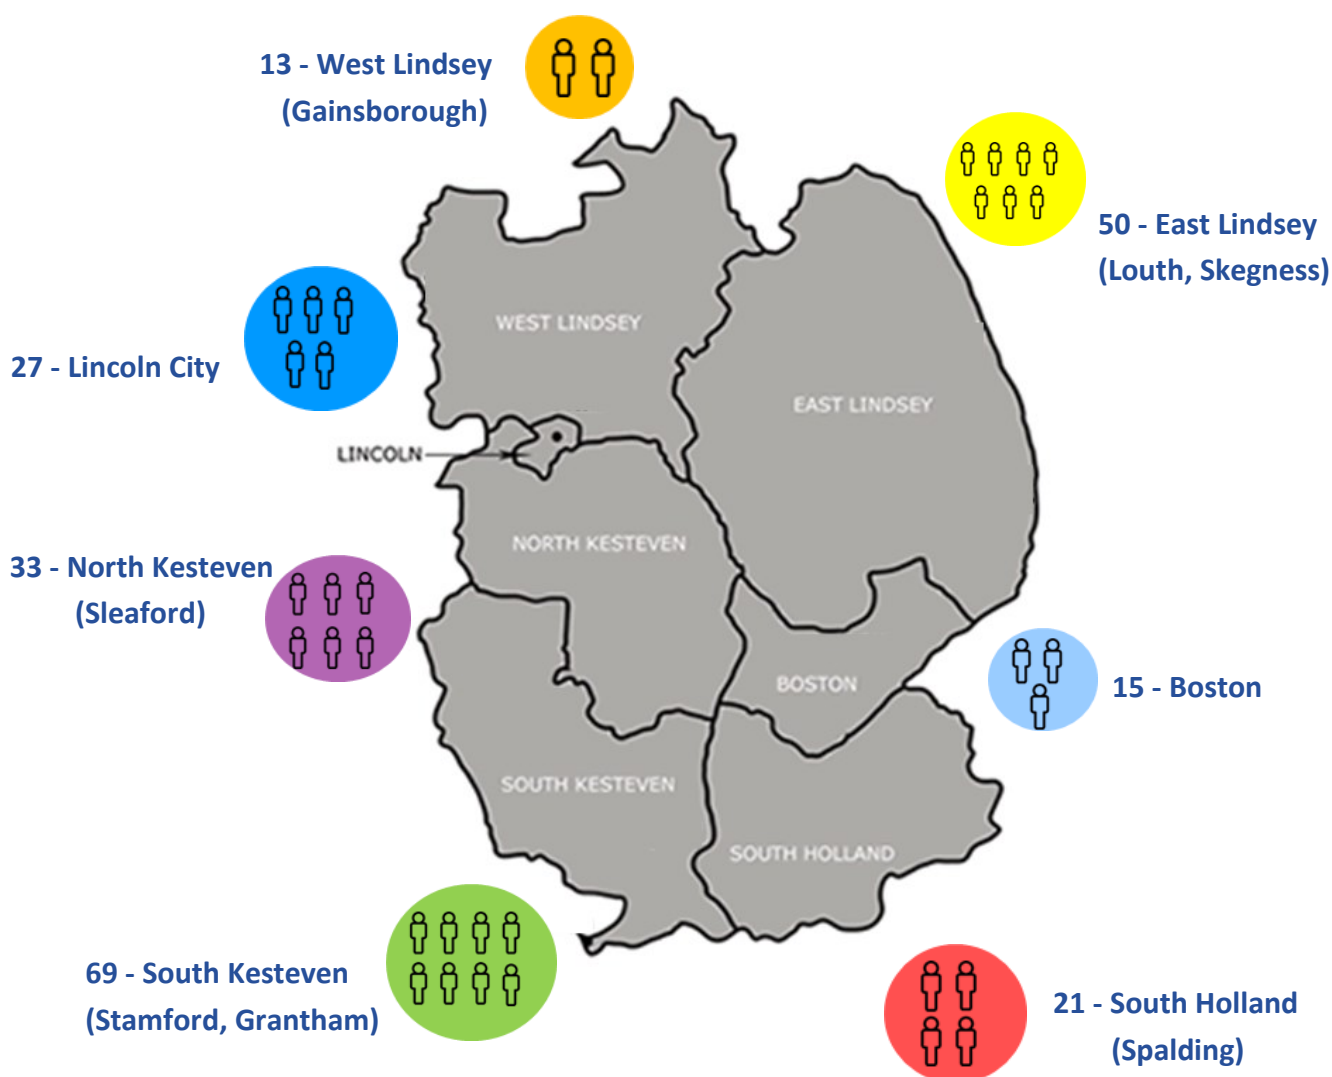 13 - West Lindsey
(Gainsborough)
50 - East Lindsey
(Louth, Skegness)
WEST LINDSEY
27 - Lincoln City
EAST LINDSEY
LINCOLN
NORTH KESTEVEN
33 - North Kesteven
(Sleaford)
BOSTON
15 - Boston
SOUTH KESTEVEN
SOUTH HOLLAND
69 - South Kesteven
(Stamford, Grantham)
21 - South Holland
(Spalding)